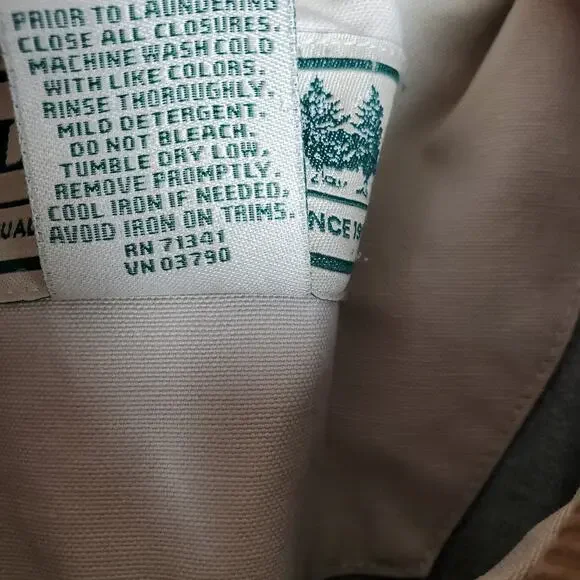 PRIOR TO LAUNDERING
CLOSE ALL CLOSURES.
MACHINE WASH COLD
WITH LIKE COLORS.
RINSE THOROUGHLY.
MILD DETERGENT.
DO NOT BLEACH.
TUMBLE DRY LOW,
REMOVE PROMPTLY.
COOL IRON IF NEEDED,
AVOID IRON ON TRIMS.
RN 71341
VN 03790
UAL
NCE 19